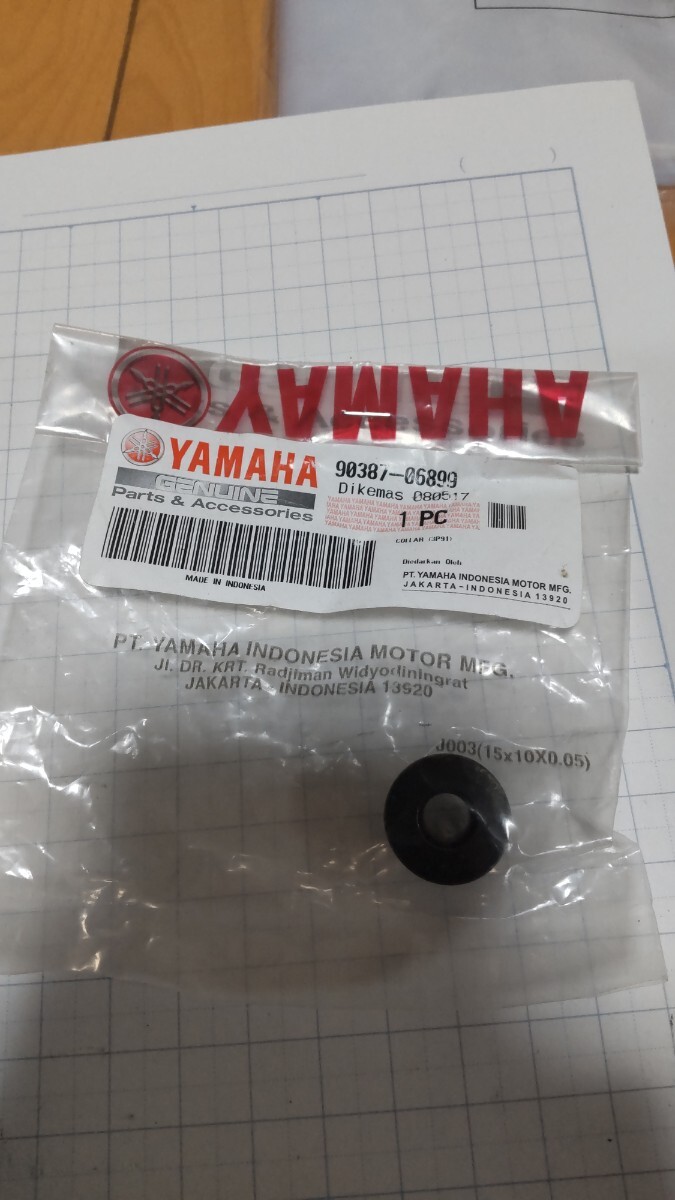 YAMAHA
YAMAHA
GENUINE
Parts & Accessories
90387-06899
Dikemas 080517
1 PC
COLLAR (3P91)
MADE IN INDONESIA
Diedarkan Oleh
PT. YAMAHA INDONESIA MOTOR MFG.
JAKARTA - INDONESIA 13920
PT. YAMAHA INDONESIA MOTOR MFG.
Jl. DR. KRT. Radjiman Widyodiningrat
JAKARTA - INDONESIA 13920
J003(15x10X0.05)